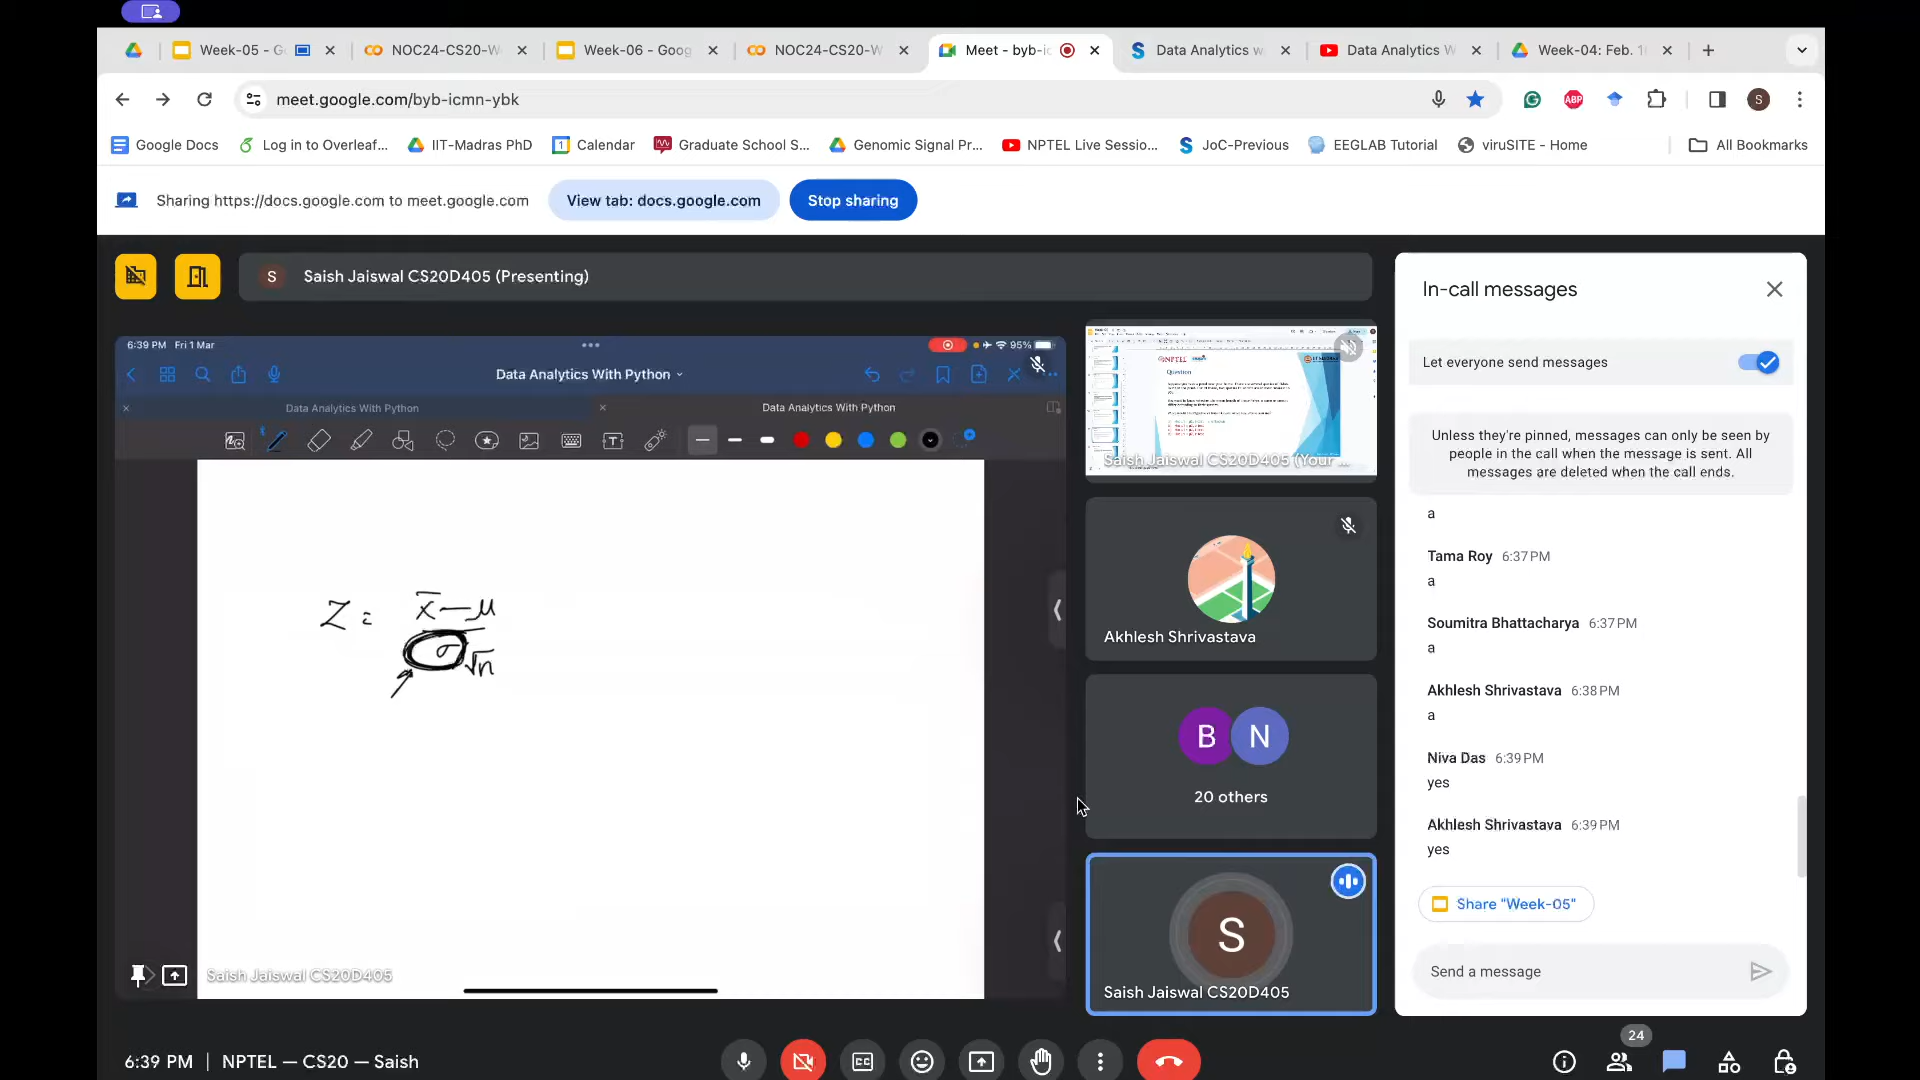 Week-05 - G
NOC24-CS20-W
Week-06 - Goog
NOC24-CS20-W
Meet - byb-ic
Data Analytics w
Data Analytics W
Week-04: Feb. 1
meet.google.com/byb-icmn-ybk
ABP
S
Google Docs
Log in to Overleaf...
IIT-Madras PhD
Calendar
Graduate School S...
Genomic Signal Pr...
NPTEL Live Sessio...
JoC-Previous
EEGLAB Tutorial
viruSITE - Home
All Bookmarks
Sharing https://docs.google.com to meet.google.com
View tab: docs.google.com
Stop sharing
S Saish Jaiswal CS20D405 (Presenting)
6:39 PM Fri 1 Mar
95%
Data Analytics With Python
Data Analytics With Python
Data Analytics With Python
Z = x̄ — μ
σ √n
Saish Jaiswal CS20D405
NPTEL
Question
Saish Jaiswal CS20D405 (Your ...
Akhlesh Shrivastava
B N
20 others
S
Saish Jaiswal CS20D405
In-call messages
Let everyone send messages
Unless they're pinned, messages can only be seen by
people in the call when the message is sent. All
messages are deleted when the call ends.
a
Tama Roy 6:37 PM
a
Soumitra Bhattacharya 6:37 PM
a
Akhlesh Shrivastava 6:38 PM
a
Niva Das 6:39 PM
yes
Akhlesh Shrivastava 6:39 PM
yes
Share "Week-05"
Send a message
6:39 PM | NPTEL — CS20 — Saish
CC
24